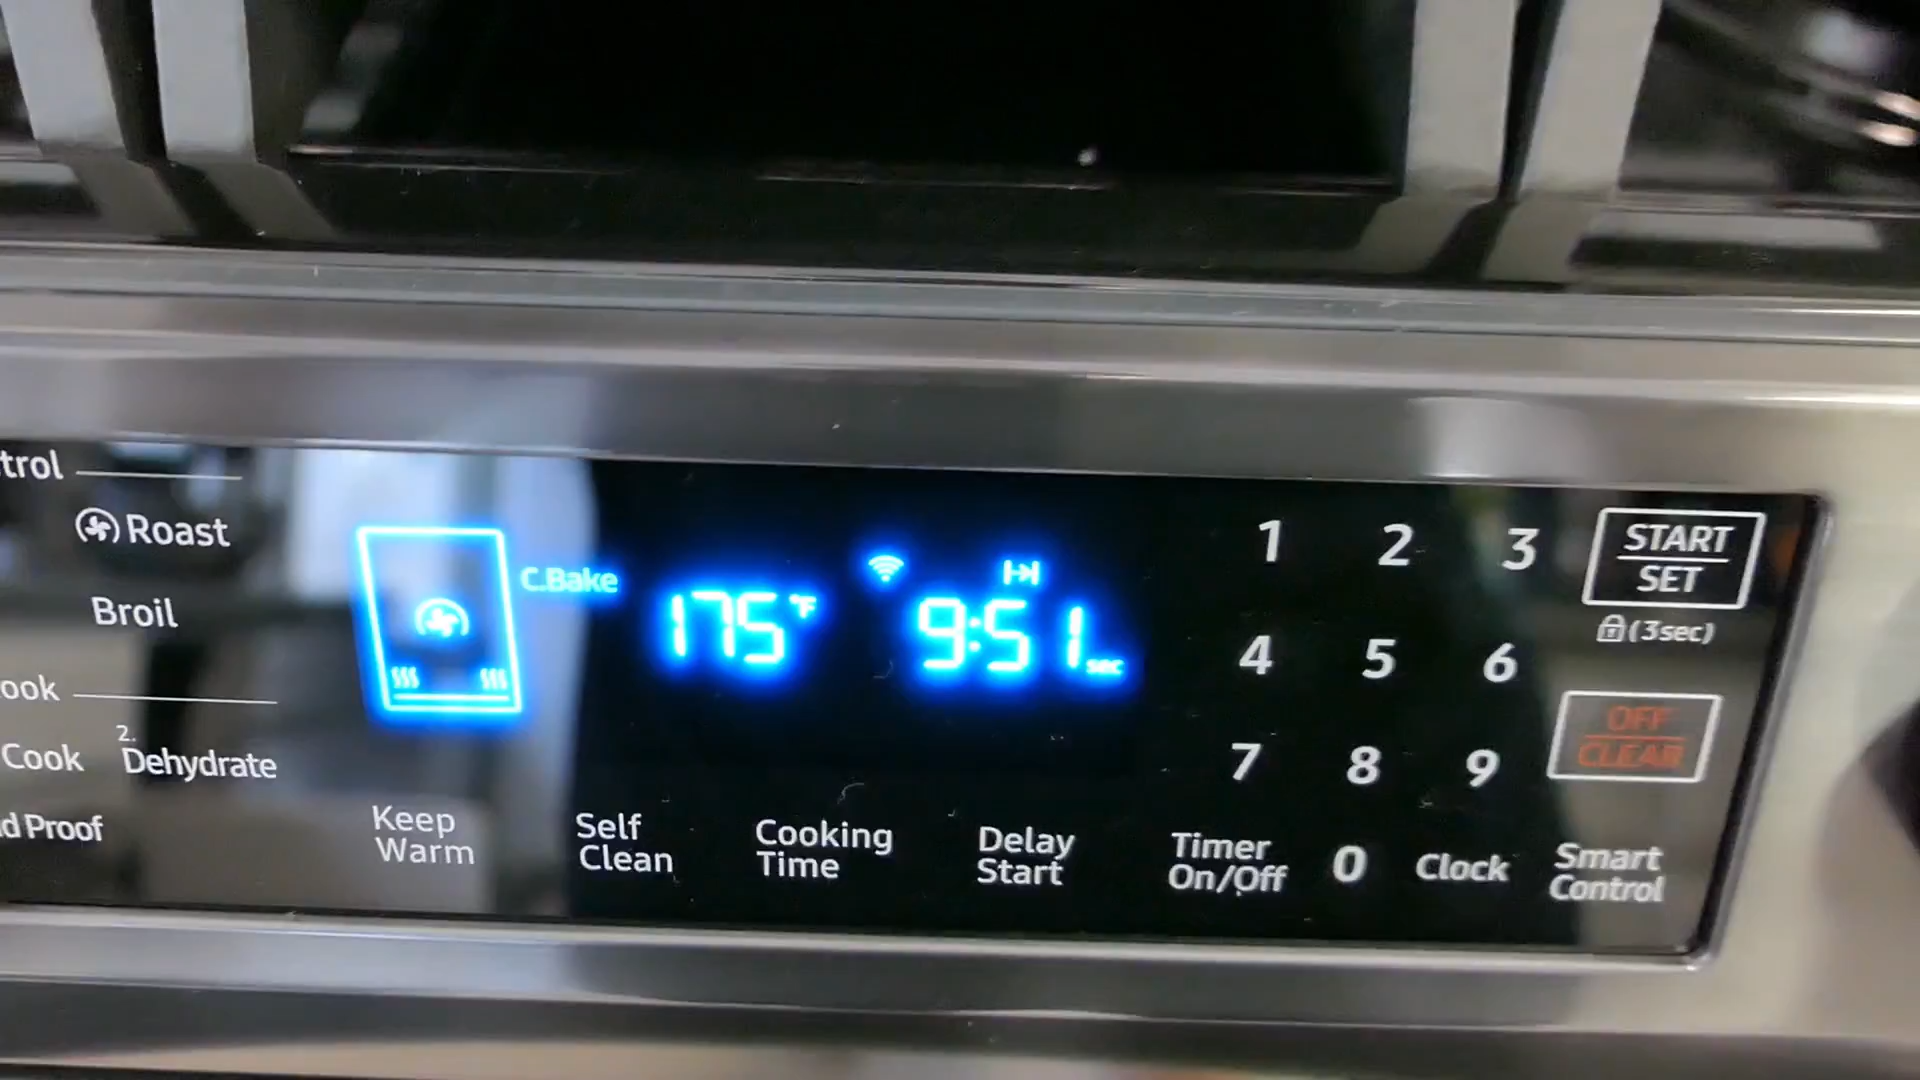 trol
Roast
Broil
ook
Cook
2.
Dehydrate
d Proof
C.Bake
175°F
9:51 sec
Keep
Warm
Self
Clean
Cooking
Time
Delay
Start
1 2 3
4 5 6
7 8 9
Timer
On/Off
0
Clock
START
SET
(3sec)
OFF
CLEAR
Smart
Control